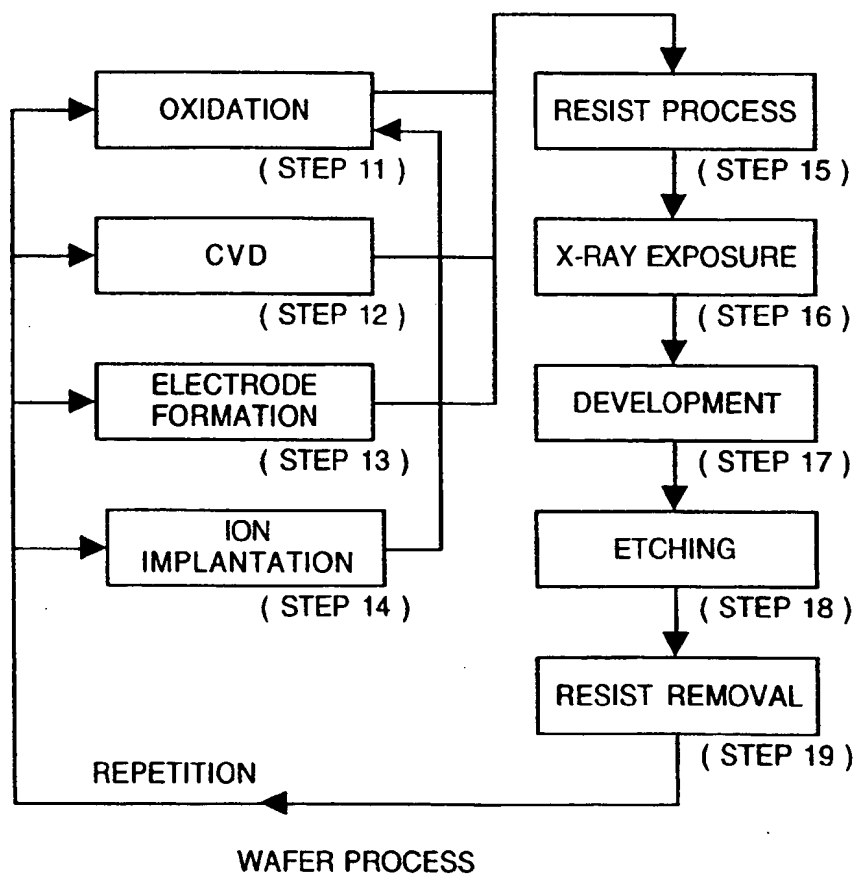 OXIDATION
( STEP 11 )
CVD
( STEP 12 )
ELECTRODE
FORMATION
( STEP 13 )
ION
IMPLANTATION
( STEP 14 )
RESIST PROCESS
( STEP 15 )
X-RAY EXPOSURE
( STEP 16 )
DEVELOPMENT
( STEP 17 )
ETCHING
( STEP 18 )
RESIST REMOVAL
( STEP 19 )
REPETITION
WAFER PROCESS